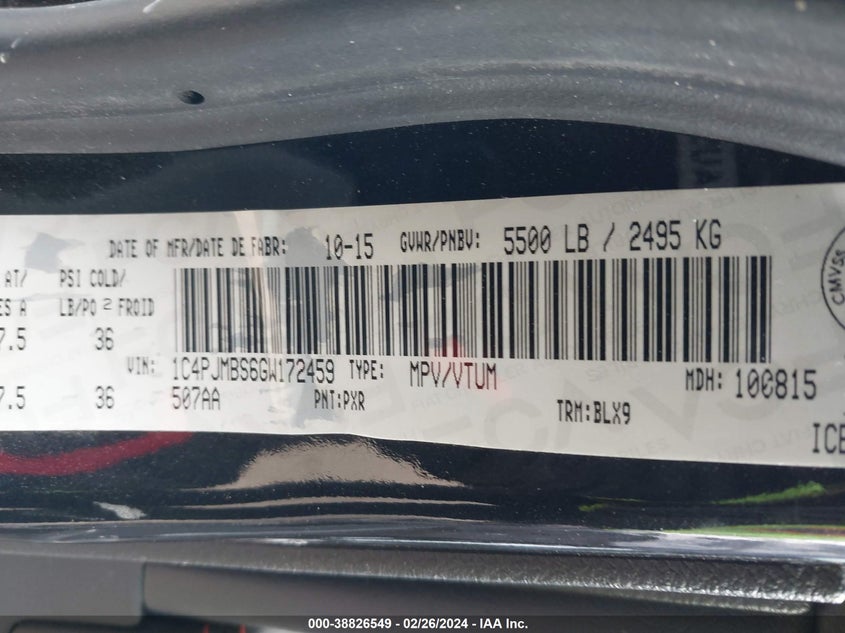 DATE OF MFR/DATE DE FABR: 10-15 GVWR/PNBV: 5500 LB / 2495 KG
AT/ PSI COLD/
ES A LB/PO 2 FROID
7.5 36
VIN: 1C4PJMBS6GW172459 TYPE: MPV/VTUM MDH: 100815
7.5 36 507AA PNT:PXR TRM:BLX9
ICE
CMVSS
000-38826549 - 02/26/2024 - IAA Inc.